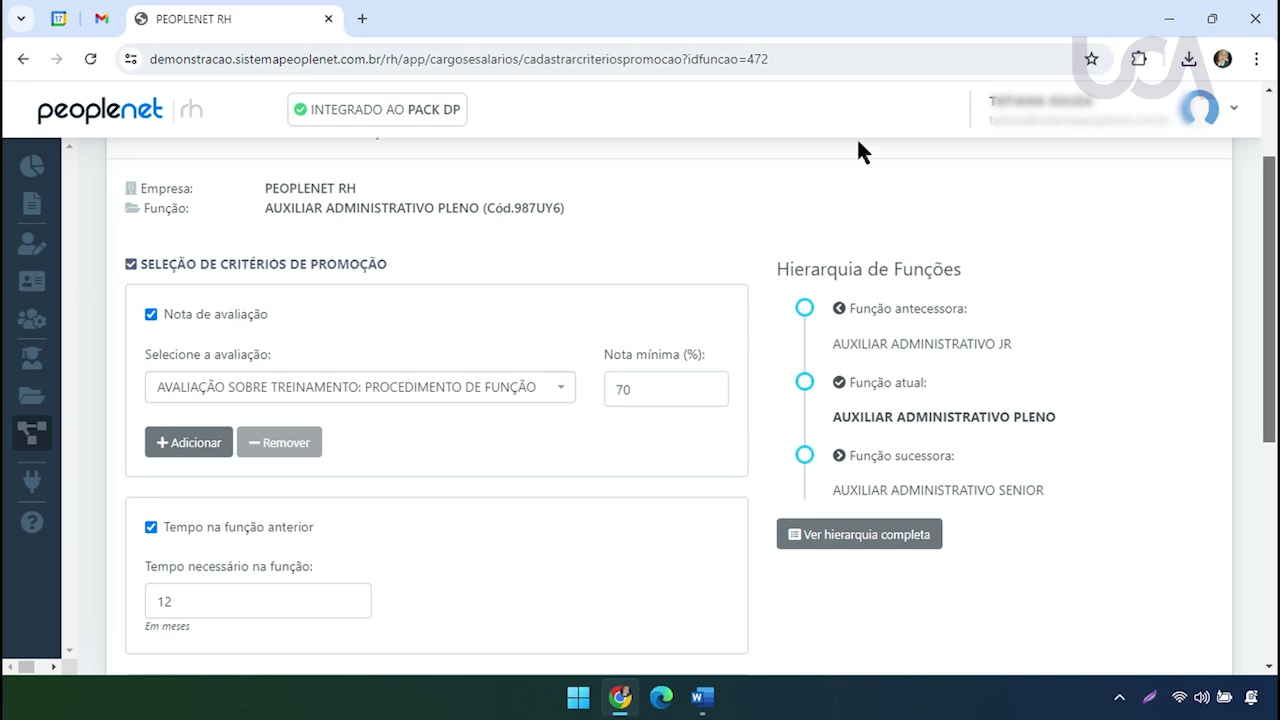 PEOPLENET RH
demonstracao.sistemapeoplenet.com.br/rh/app/cargosesalarios/cadastrarcriteriospromocao?idfuncao=472
peoplenet rh
INTEGRADO AO PACK DP
Empresa: PEOPLENET RH
Função: AUXILIAR ADMINISTRATIVO PLENO (Cód.987UY6)
SELEÇÃO DE CRITÉRIOS DE PROMOÇÃO
Nota de avaliação
Selecione a avaliação:
Nota mínima (%):
AVALIAÇÃO SOBRE TREINAMENTO: PROCEDIMENTO DE FUNÇÃO
70
Adicionar
Remover
Tempo na função anterior
Tempo necessário na função:
12
Em meses
Hierarquia de Funções
Função antecessora:
AUXILIAR ADMINISTRATIVO JR
Função atual:
AUXILIAR ADMINISTRATIVO PLENO
Função sucessora:
AUXILIAR ADMINISTRATIVO SENIOR
Ver hierarquia completa